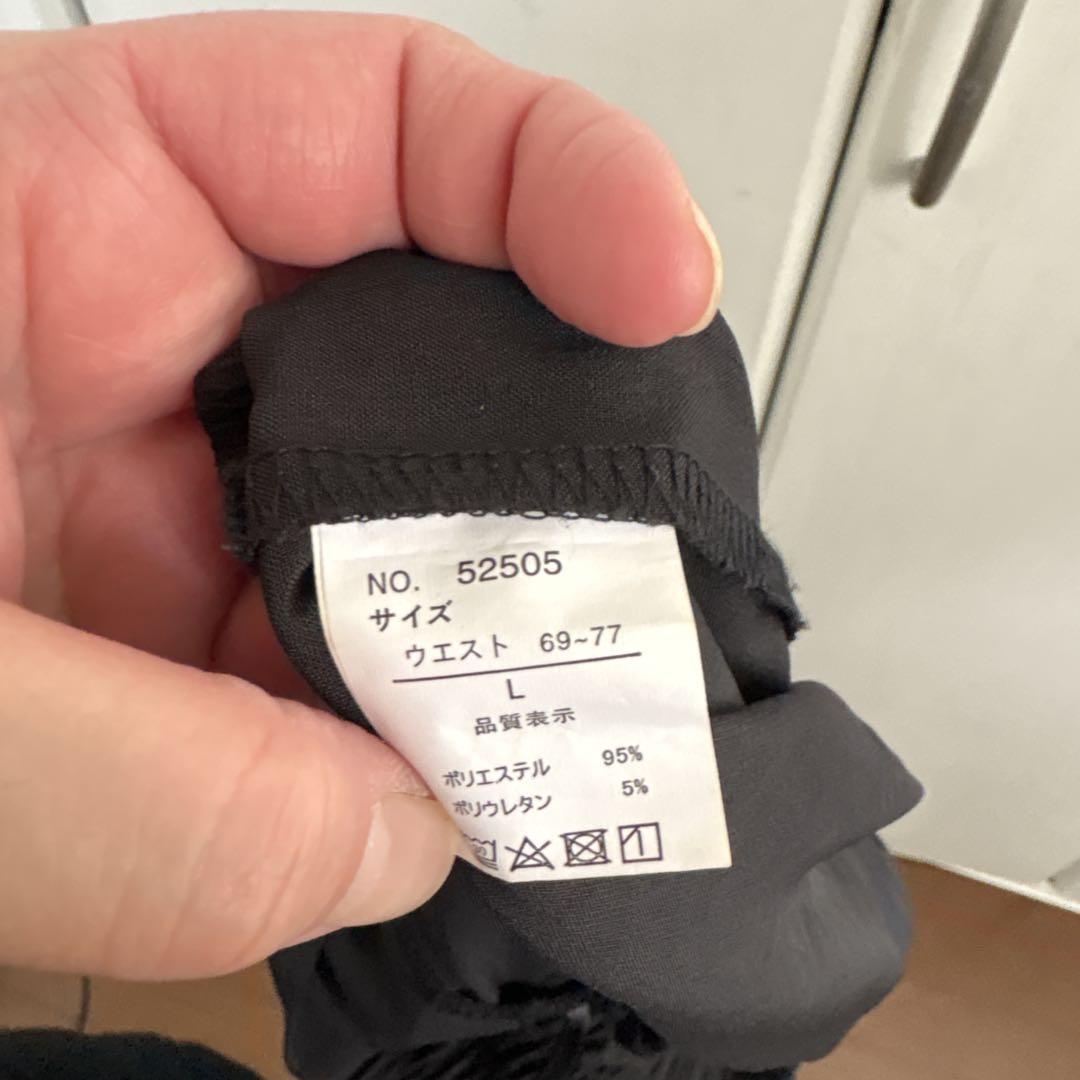 NO. 52505
サイズ
ウエスト 69~77
L
品質表示
ポリエステル 95%
ポリウレタン 5%